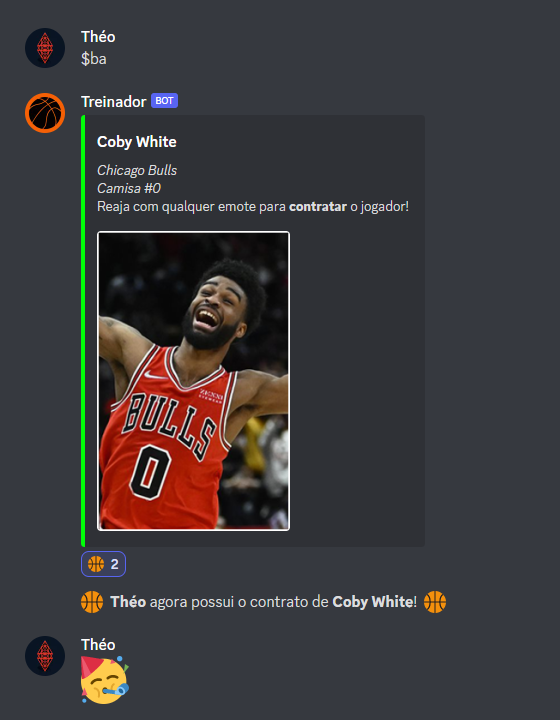 Théo
$ba
Treinador BOT
Coby White
Chicago Bulls
Camisa #0
Reaja com qualquer emote para contratar o jogador!
BULLS
0
2
Théo agora possui o contrato de Coby White!
Théo